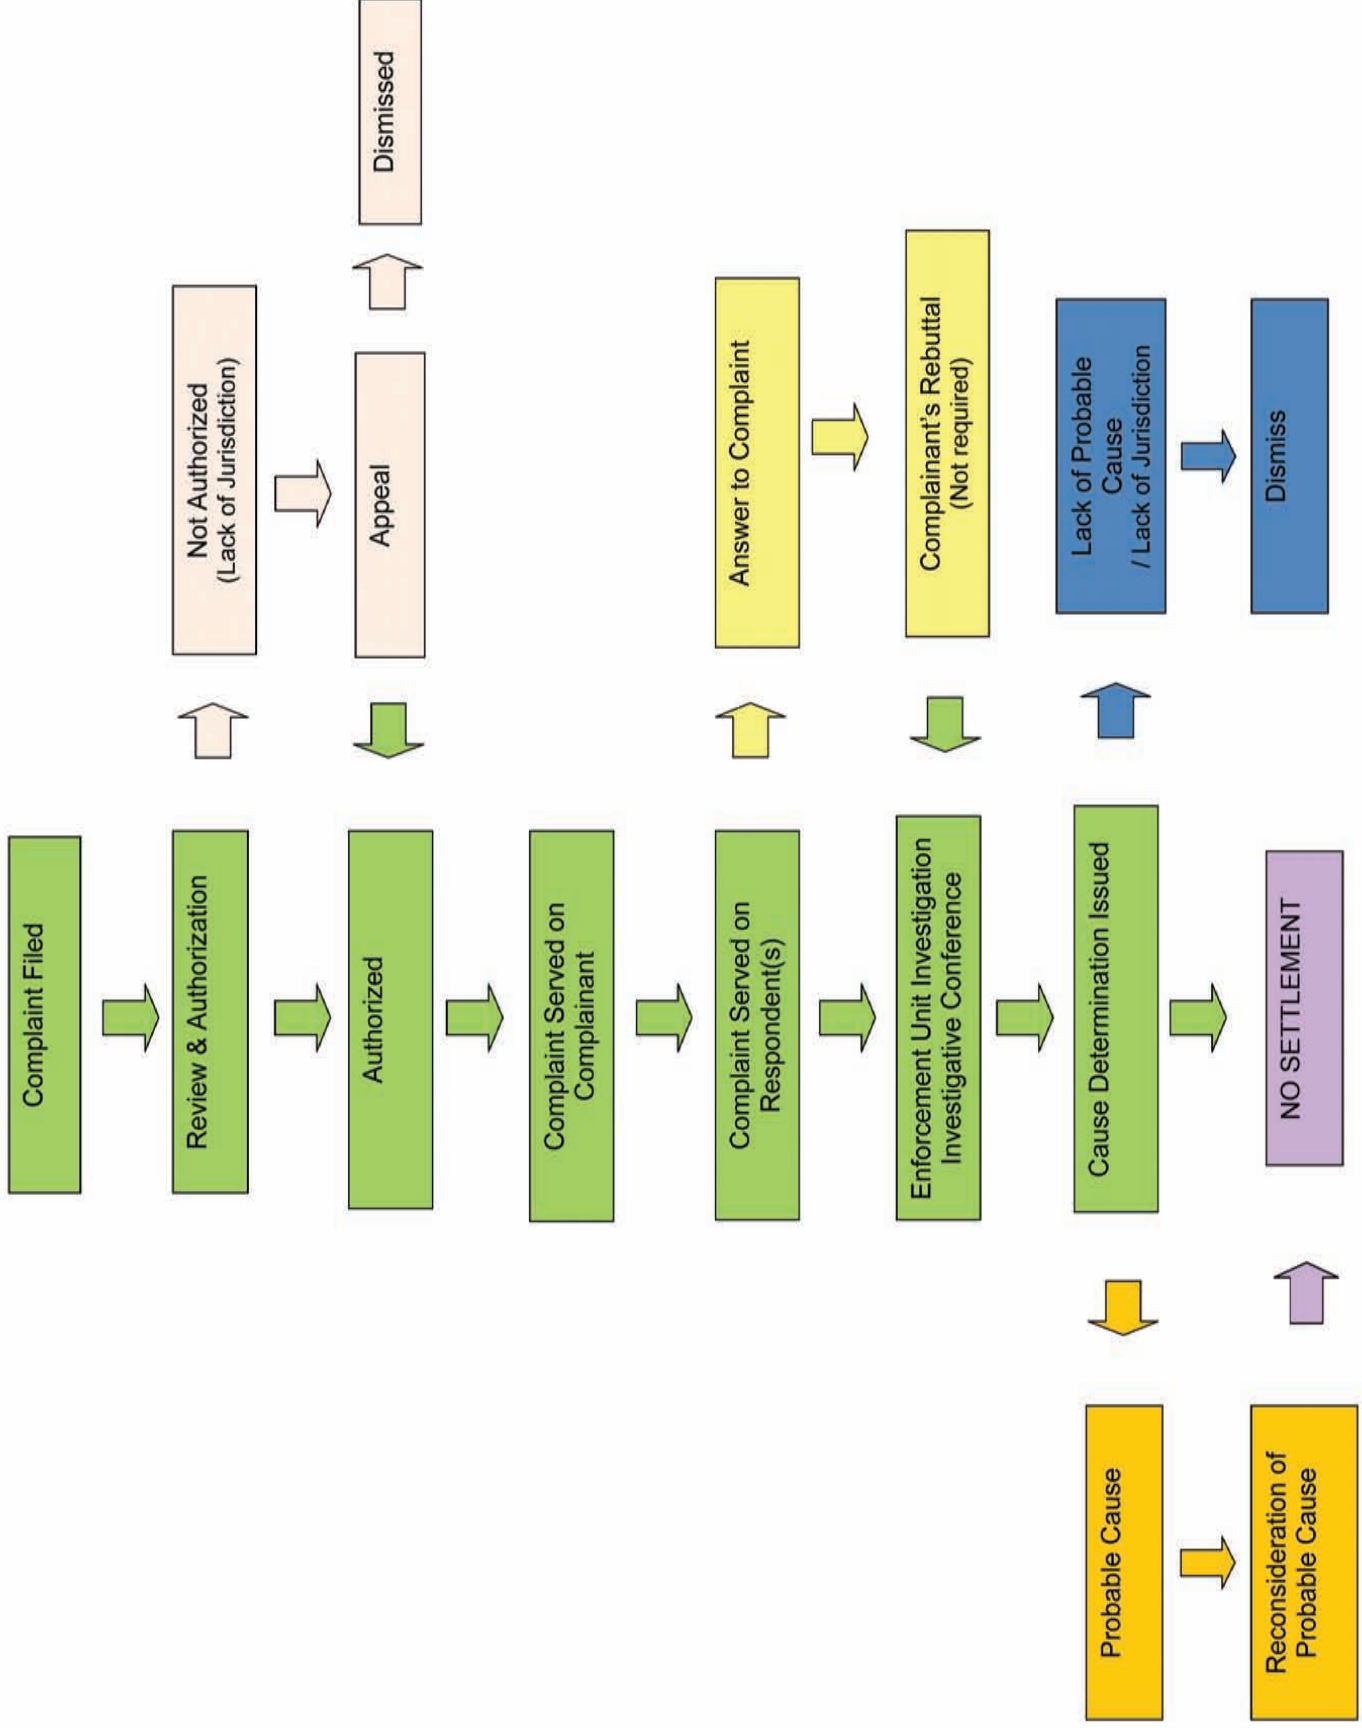 Complaint Filed
Review & Authorization
Not Authorized
(Lack of Jurisdiction)
Authorized
Appeal
Dismissed
Complaint Served on
Complainant
Complaint Served on
Respondent(s)
Answer to Complaint
Enforcement Unit Investigation
Investigative Conference
Complainant's Rebuttal
(Not required)
Probable Cause
Cause Determination Issued
Lack of Probable
Cause
/ Lack of Jurisdiction
Reconsideration of
Probable Cause
NO SETTLEMENT
Dismiss